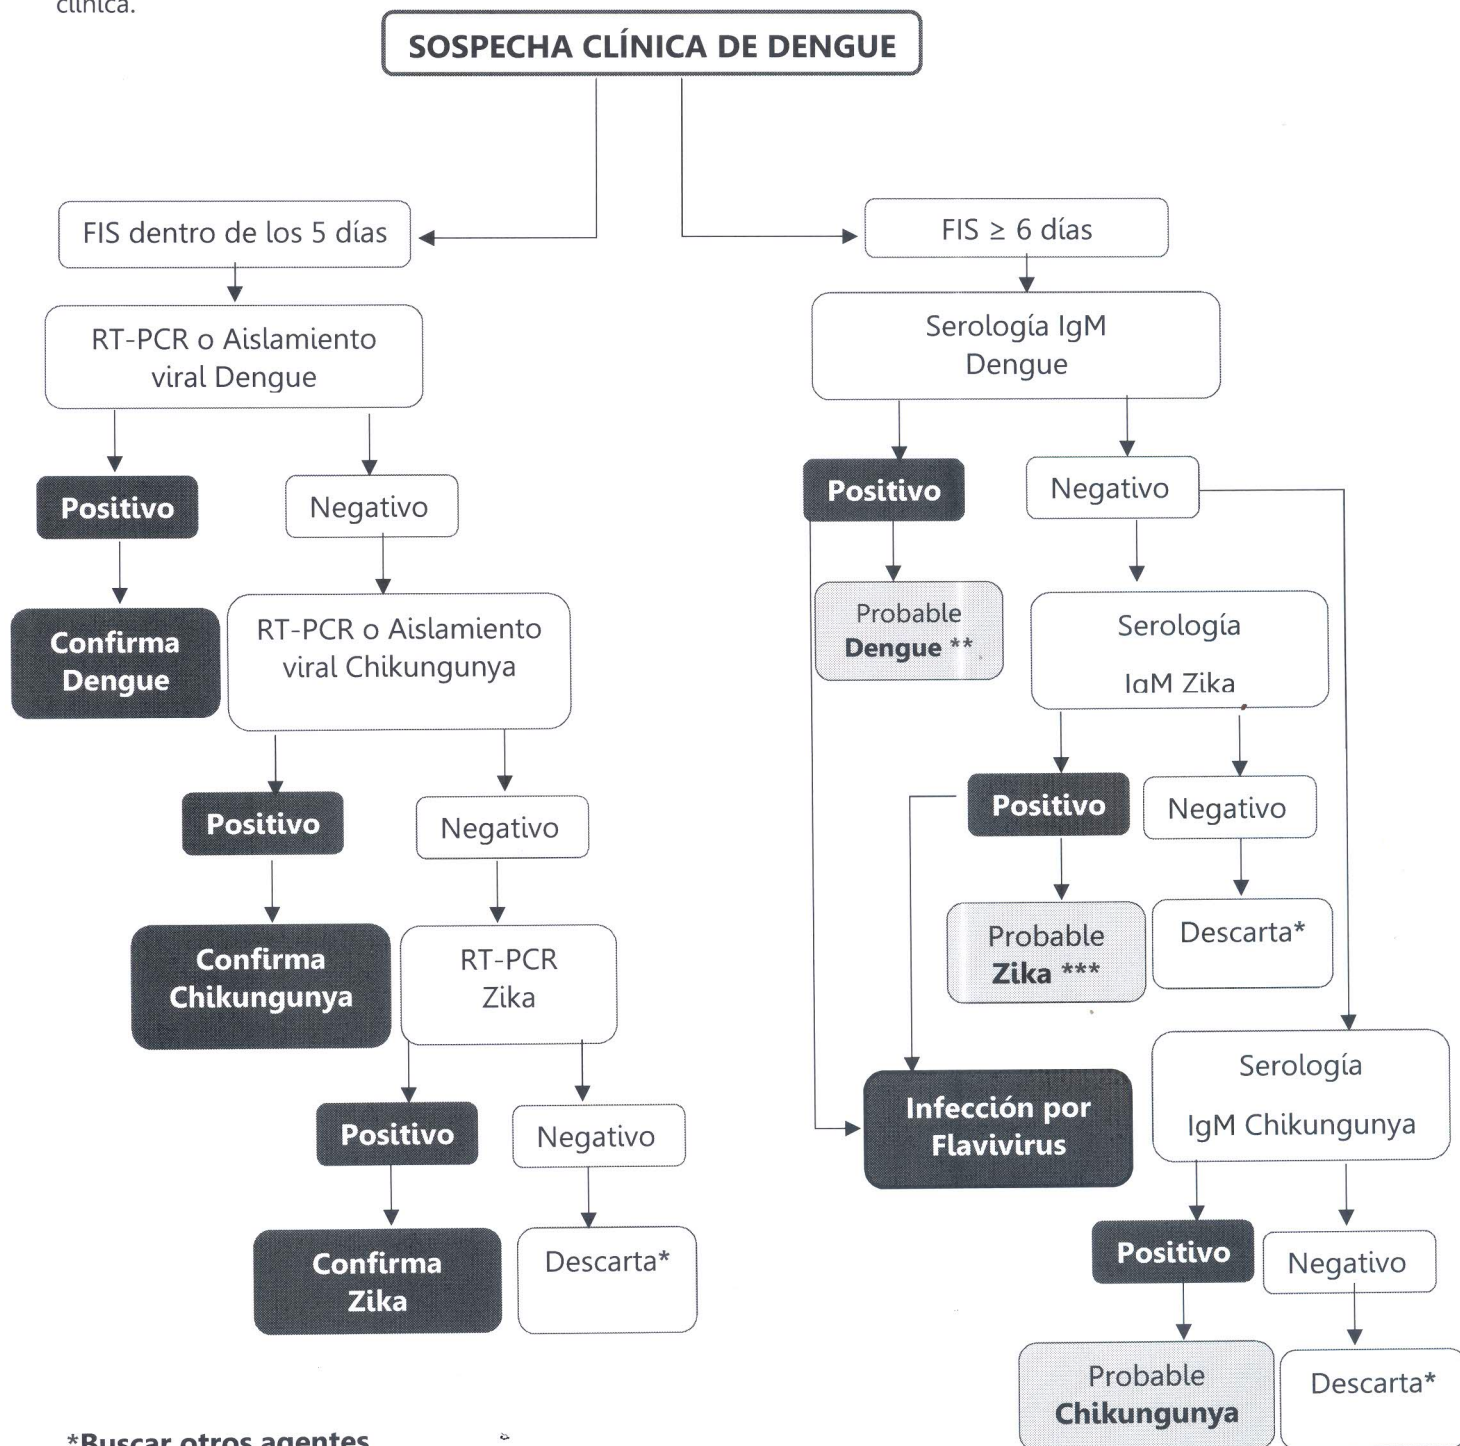 clínica.
SOSPECHA CLÍNICA DE DENGUE
FIS dentro de los 5 días
RT-PCR o Aislamiento
viral Dengue
Positivo
Negativo
Confirma
Dengue
RT-PCR o Aislamiento
viral Chikungunya
Positivo
Negativo
Confirma
Chikungunya
RT-PCR
Zika
Positivo
Negativo
Confirma
Zika
Descarta*
FIS ≥ 6 días
Serología IgM
Dengue
Positivo
Negativo
Probable
Dengue **
Serología
IgM Zika
Positivo
Negativo
Probable
Zika ***
Descarta*
Infección por
Flavivirus
Serología
IgM Chikungunya
Positivo
Negativo
Probable
Chikungunya
Descarta*
*Buscar otros agentes